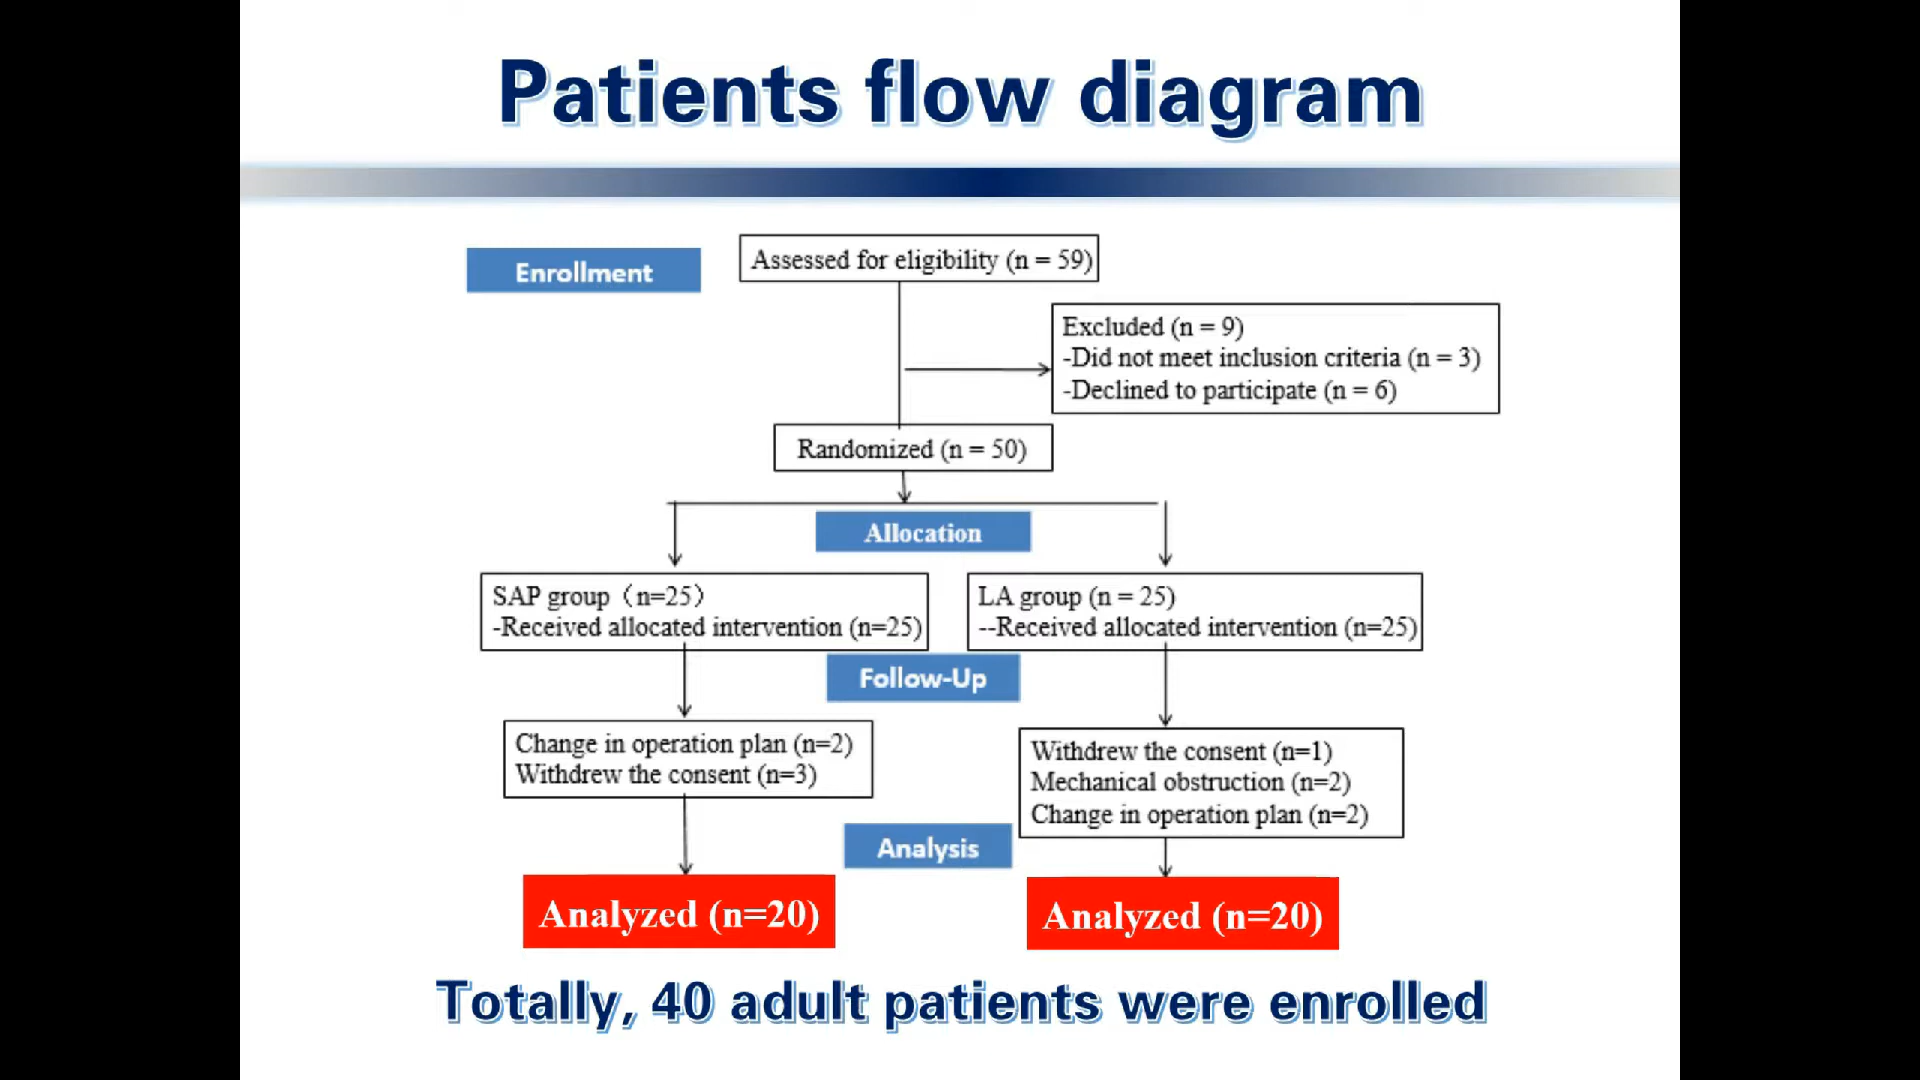 Patients flow diagram
Enrollment
Assessed for eligibility (n = 59)
Excluded (n = 9)
-Did not meet inclusion criteria (n = 3)
-Declined to participate (n = 6)
Randomized (n = 50)
Allocation
SAP group（n=25）
-Received allocated intervention (n=25)
LA group (n = 25)
--Received allocated intervention (n=25)
Follow-Up
Change in operation plan (n=2)
Withdrew the consent (n=3)
Withdrew the consent (n=1)
Mechanical obstruction (n=2)
Change in operation plan (n=2)
Analysis
Analyzed (n=20)
Analyzed (n=20)
Totally, 40 adult patients were enrolled